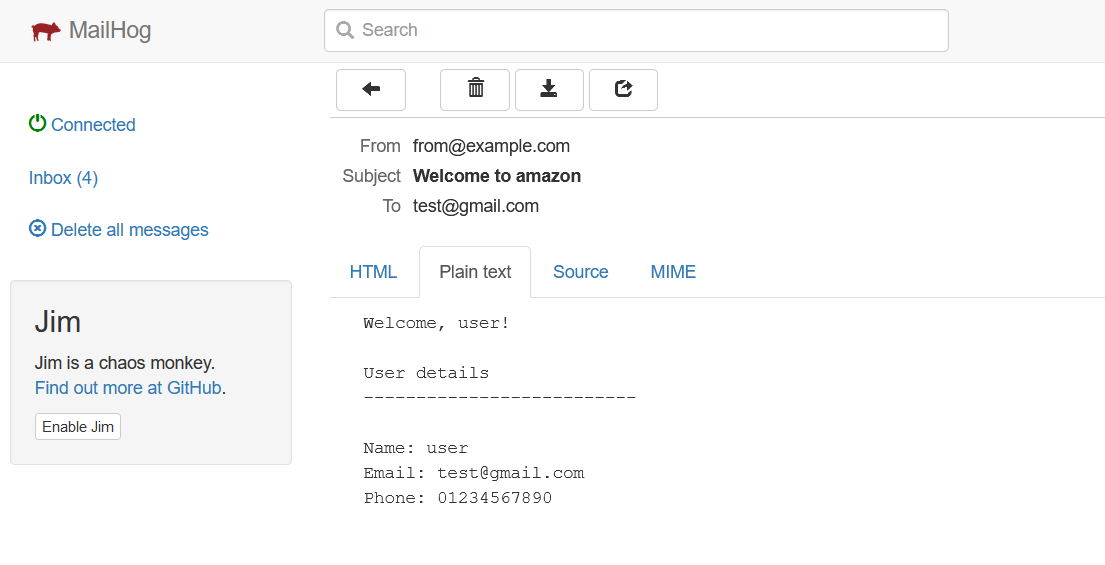 MailHog
Search
Connected
Inbox (4)
Delete all messages
Jim
Jim is a chaos monkey.
Find out more at GitHub.
Enable Jim
From from@example.com
Subject Welcome to amazon
To test@gmail.com
HTML Plain text Source MIME
Welcome, user!
User details
--------------------------
Name: user
Email: test@gmail.com
Phone: 01234567890